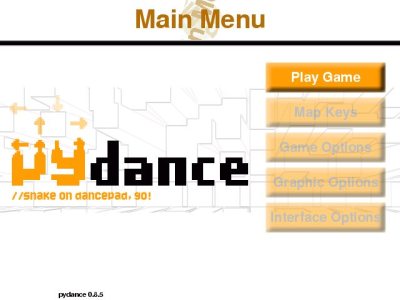 Main Menu
Play Game
Map Keys
Game Options
Graphic Options
Interface Options
pydance
//snake on dancepad, go!
pydance 0.8.5